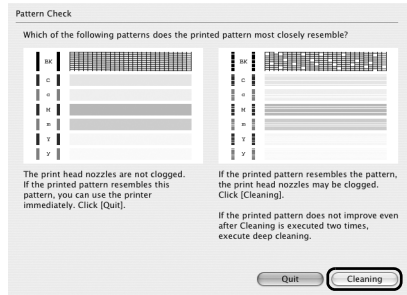 Pattern Check
Which of the following patterns does the printed pattern most closely resemble?
BK
C
c
M
m
Y
y
BK
C
c
M
m
Y
y
The print head nozzles are not clogged.
If the printed pattern resembles this
pattern, you can use the printer
immediately. Click [Quit].
If the printed pattern resembles the pattern,
the print head nozzles may be clogged.
Click [Cleaning].
If the printed pattern does not improve even
after Cleaning is executed two times,
execute deep cleaning.
Quit
Cleaning